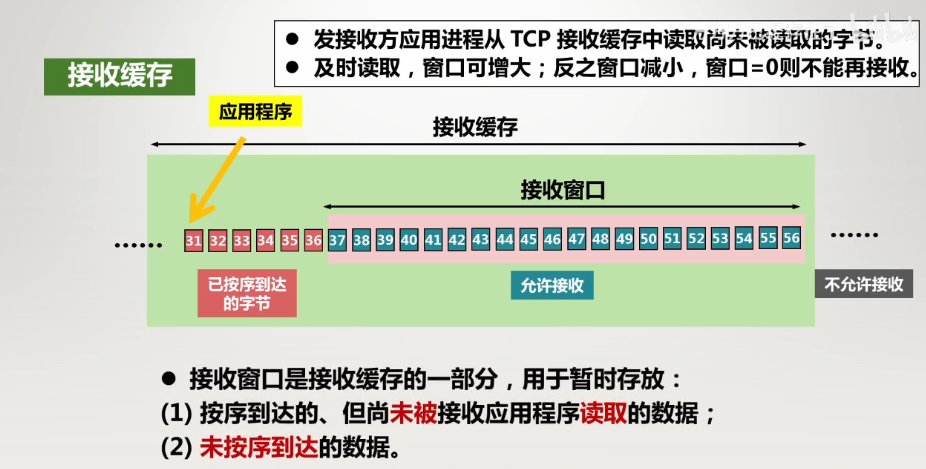 ● 发接收方应用进程从 TCP 接收缓存中读取尚未被读取的字节。
● 及时读取，窗口可增大；反之窗口减小，窗口=0则不能再接收。
接收缓存
应用程序
接收缓存
接收窗口
…… 31 32 33 34 35 36 37 38 39 40 41 42 43 44 45 46 47 48 49 50 51 52 53 54 55 56 ……
已按序到达
的字节
允许接收
不允许接收
● 接收窗口是接收缓存的一部分，用于暂时存放：
(1) 按序到达的、但尚未被接收应用程序读取的数据；
(2) 未按序到达的数据。